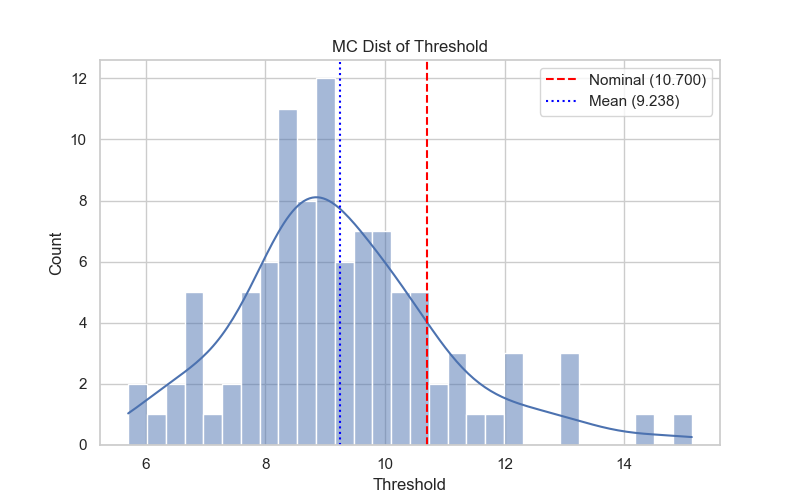 MC Dist of Threshold
Nominal (10.700)
Mean (9.238)
Count
12
10
8
6
4
2
0
6
8
10
12
14
Threshold